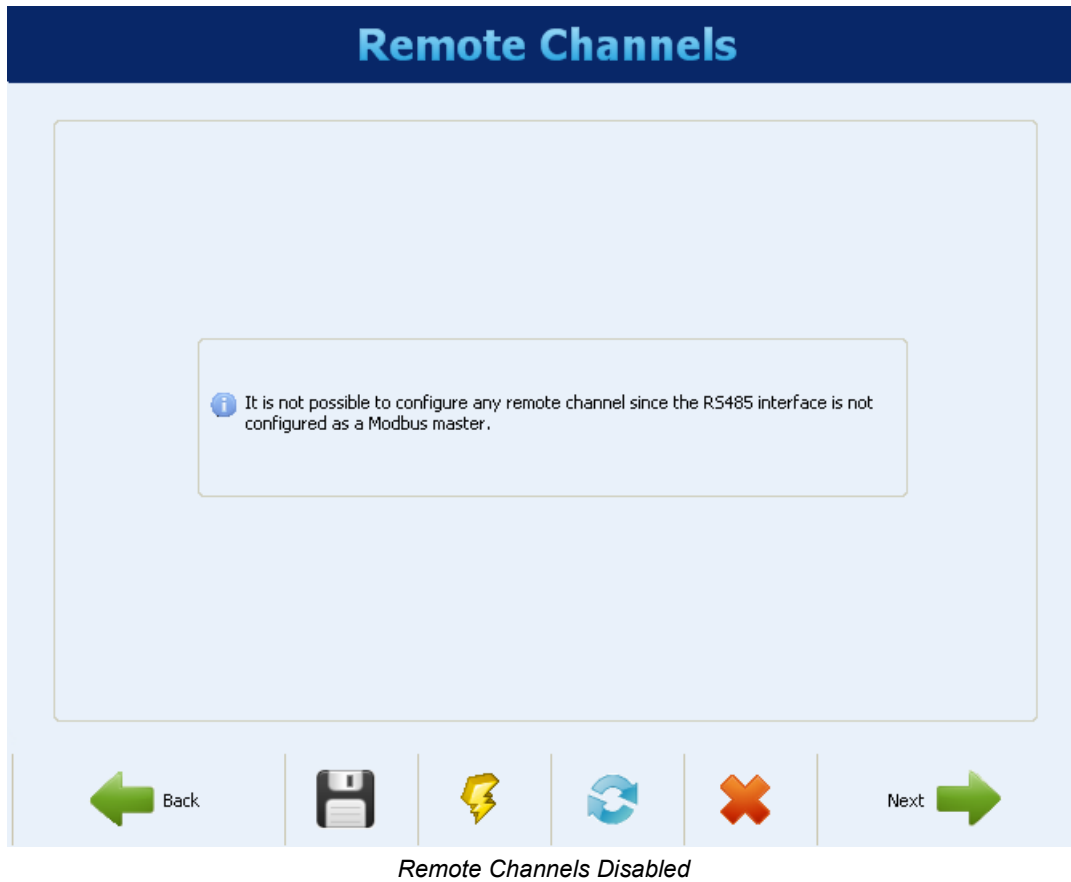 Remote Channels
It is not possible to configure any remote channel since the RS485 interface is not
configured as a Modbus master.
Back
Next
Remote Channels Disabled